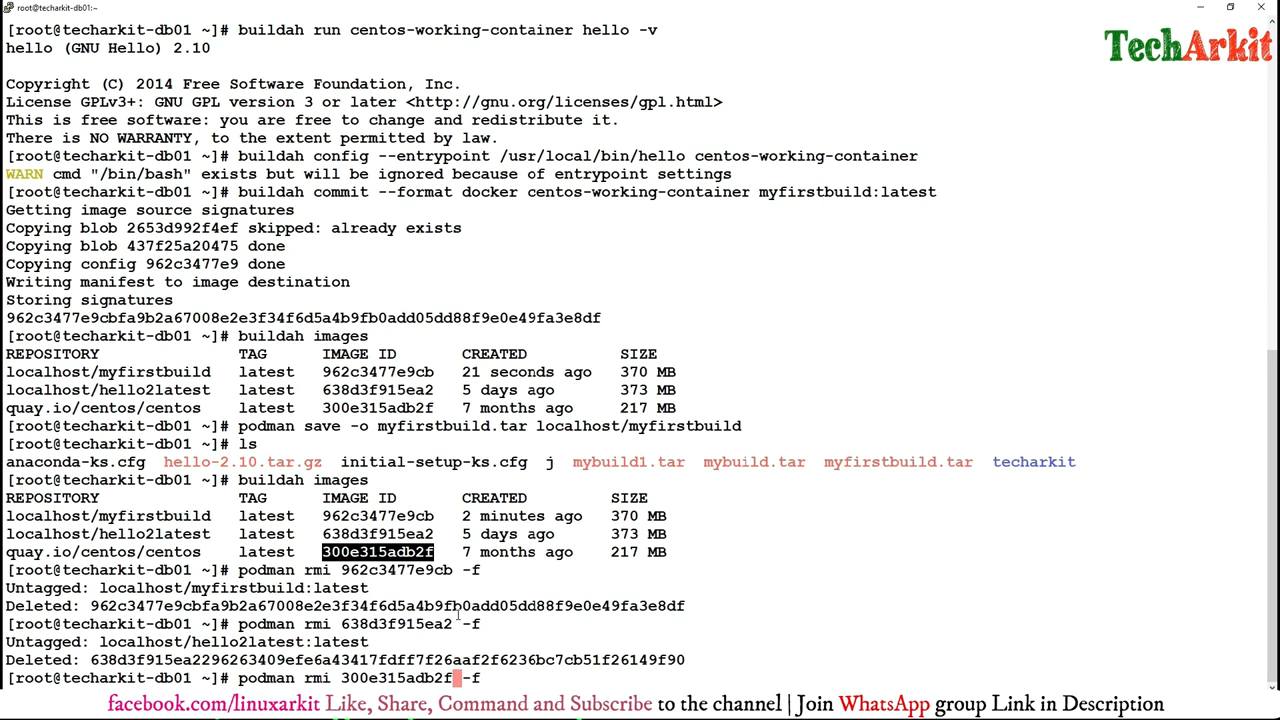 root@techarkit-db01:~
[root@techarkit-db01 ~]# buildah run centos-working-container hello -v
TechArkit
hello (GNU Hello) 2.10
Copyright (C) 2014 Free Software Foundation, Inc.
License GPLv3+: GNU GPL version 3 or later <http://gnu.org/licenses/gpl.html>
This is free software: you are free to change and redistribute it.
There is NO WARRANTY, to the extent permitted by law.
[root@techarkit-db01 ~]# buildah config --entrypoint /usr/local/bin/hello centos-working-container
WARN cmd "/bin/bash" exists but will be ignored because of entrypoint settings
[root@techarkit-db01 ~]# buildah commit --format docker centos-working-container myfirstbuild:latest
Getting image source signatures
Copying blob 2653d992f4ef skipped: already exists
Copying blob 437f25a20475 done
Copying config 962c3477e9 done
Writing manifest to image destination
Storing signatures
962c3477e9cbfa9b2a67008e2e3f34f6d5a4b9fb0add05dd88f9e0e49fa3e8df
[root@techarkit-db01 ~]# buildah images
REPOSITORY TAG IMAGE ID CREATED SIZE
localhost/myfirstbuild latest 962c3477e9cb 21 seconds ago 370 MB
localhost/hello2latest latest 638d3f915ea2 5 days ago 373 MB
quay.io/centos/centos latest 300e315adb2f 7 months ago 217 MB
[root@techarkit-db01 ~]# podman save -o myfirstbuild.tar localhost/myfirstbuild
[root@techarkit-db01 ~]# ls
anaconda-ks.cfg hello-2.10.tar.gz initial-setup-ks.cfg j mybuild1.tar mybuild.tar myfirstbuild.tar techarkit
[root@techarkit-db01 ~]# buildah images
REPOSITORY TAG IMAGE ID CREATED SIZE
localhost/myfirstbuild latest 962c3477e9cb 2 minutes ago 370 MB
localhost/hello2latest latest 638d3f915ea2 5 days ago 373 MB
quay.io/centos/centos latest 300e315adb2f 7 months ago 217 MB
[root@techarkit-db01 ~]# podman rmi 962c3477e9cb -f
Untagged: localhost/myfirstbuild:latest
Deleted: 962c3477e9cbfa9b2a67008e2e3f34f6d5a4b9fb0add05dd88f9e0e49fa3e8df
[root@techarkit-db01 ~]# podman rmi 638d3f915ea2 -f
Untagged: localhost/hello2latest:latest
Deleted: 638d3f915ea2296263409efe6a43417fdff7f26aaf2f6236bc7cb51f26149f90
[root@techarkit-db01 ~]# podman rmi 300e315adb2f -f
facebook.com/linuxarkit Like, Share, Command and Subscribe to the channel | Join WhatsApp group Link in Description